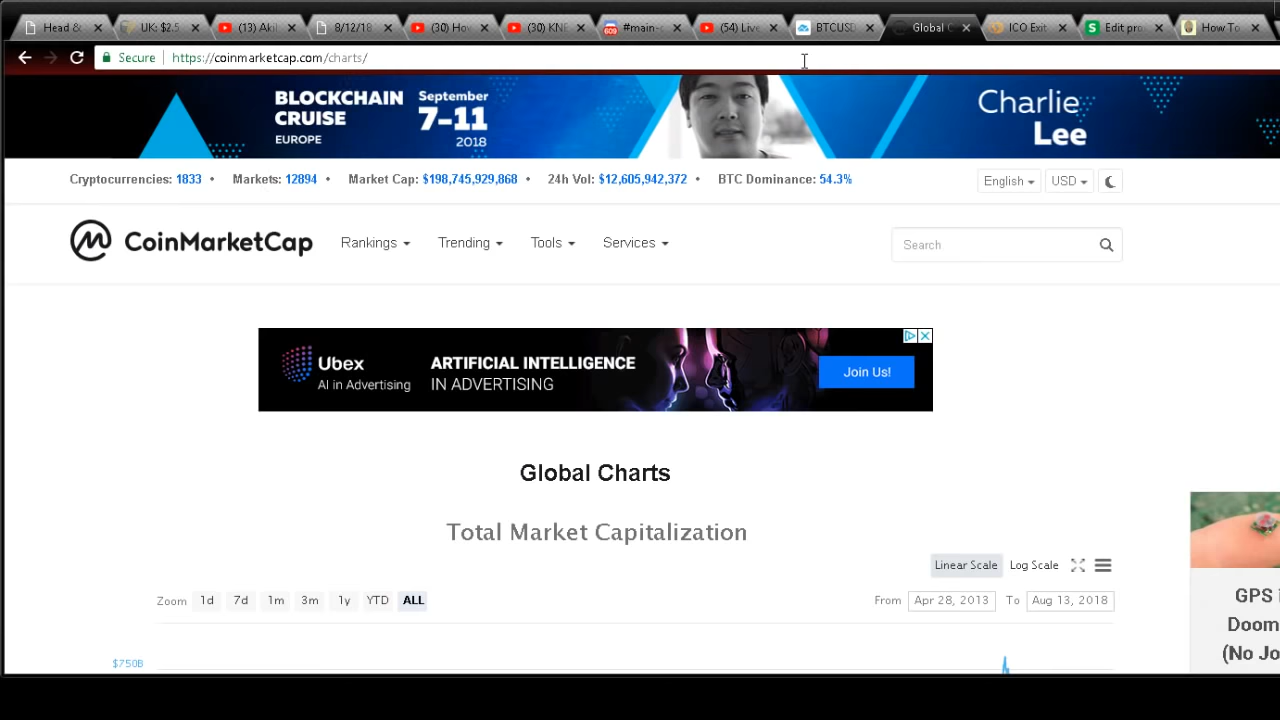 Head & UK: $2.5 (13) Aki 8/12/18 (30) Hov (30) KNE #main- (54) Live BTCUSD Global C ICO Exit Edit pro How To
Secure https://coinmarketcap.com/charts/
BLOCKCHAIN CRUISE EUROPE
September 7-11 2018
Charlie Lee
Cryptocurrencies: 1833 • Markets: 12894 • Market Cap: $198,745,929,868 • 24h Vol: $12,605,942,372 • BTC Dominance: 54.3% English USD
CoinMarketCap Rankings Trending Tools Services Search
Ubex AI in Advertising
ARTIFICIAL INTELLIGENCE IN ADVERTISING
Join Us!
Global Charts
Total Market Capitalization
Linear Scale Log Scale
Zoom 1d 7d 1m 3m 1y YTD ALL From Apr 28, 2013 To Aug 13, 2018
$750B
GPS
Doom
(No Jo